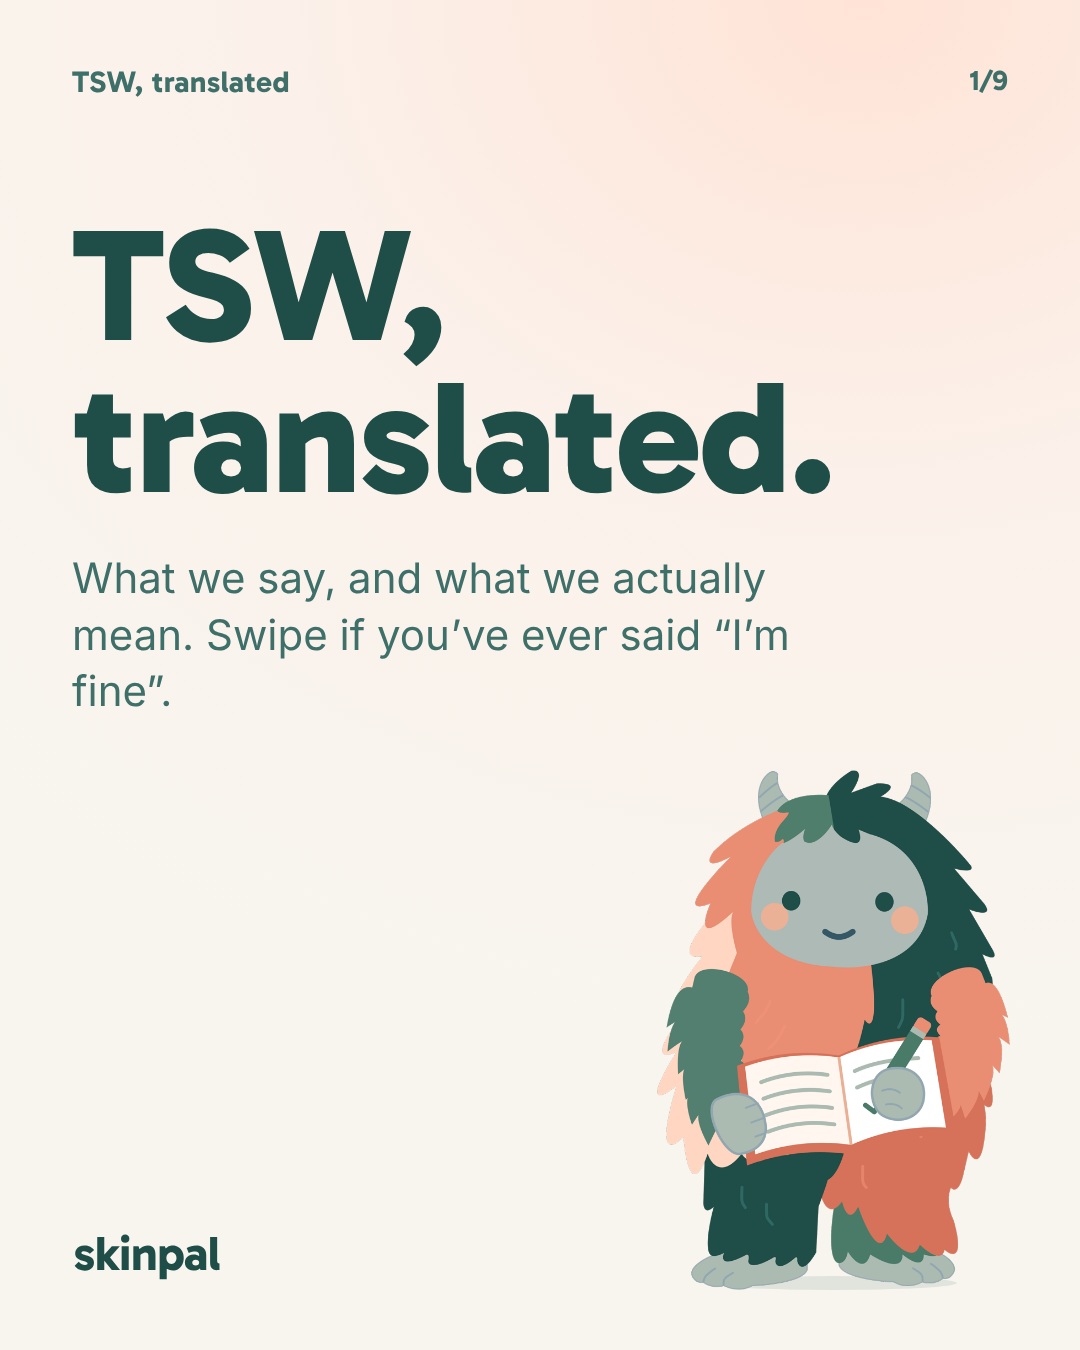 TSW, translated
1/9
TSW,
translated.
What we say, and what we actually
mean. Swipe if you’ve ever said “I’m
fine”.
skinpal